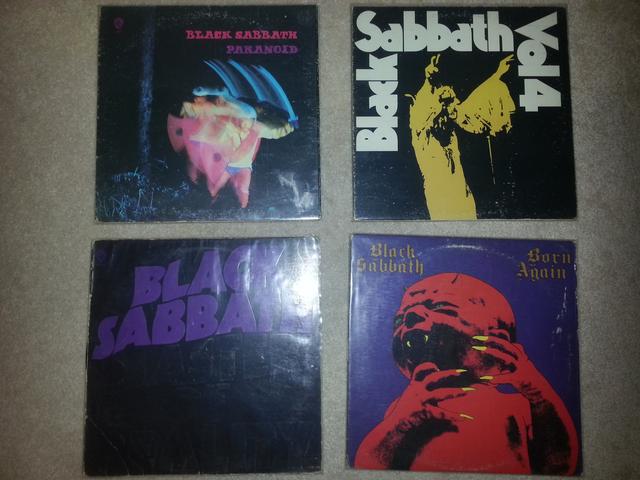 BLACK SABBATH
PARANOID
Black Sabbath Vol 4
BLACK
SABBATH
Black
Sabbath
Born
Again